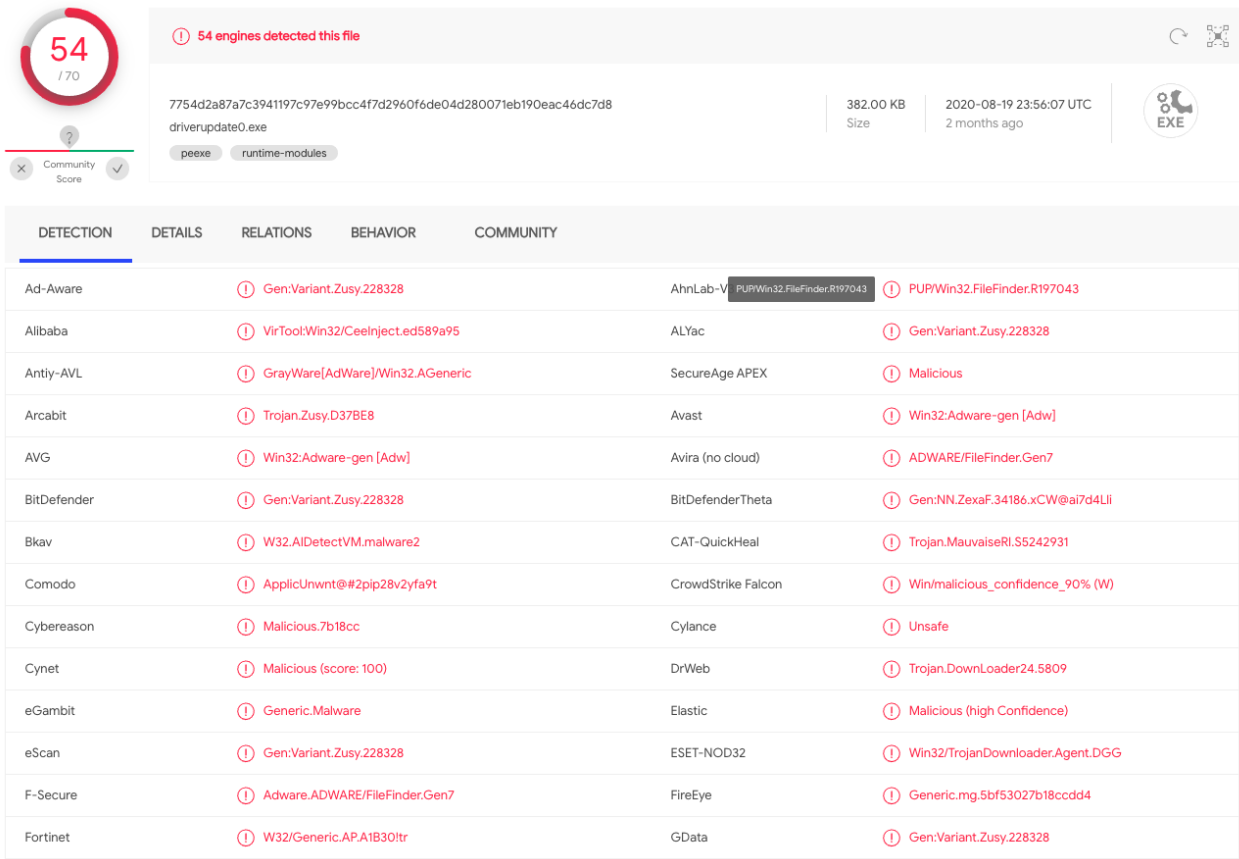 54
/ 70
?
Community
Score
54 engines detected this file
7754d2a87a7c3941197c97e99bcc4f7d2960f6de04d280071eb190eac46dc7d8
driverupdate0.exe
peexe runtime-modules
382.00 KB
Size
2020-08-19 23:56:07 UTC
2 months ago
EXE
DETECTION DETAILS RELATIONS BEHAVIOR COMMUNITY
Ad-Aware Gen:Variant.Zusy.228328 AhnLab-V PUP/Win32.FileFinder.R197043 PUP/Win32.FileFinder.R197043
Alibaba VirTool:Win32/CeeInject.ed589a95 ALYac Gen:Variant.Zusy.228328
Antiy-AVL GrayWare[AdWare]/Win32.AGeneric SecureAge APEX Malicious
Arcabit Trojan.Zusy.D37BE8 Avast Win32:Adware-gen [Adw]
AVG Win32:Adware-gen [Adw] Avira (no cloud) ADWARE/FileFinder.Gen7
BitDefender Gen:Variant.Zusy.228328 BitDefenderTheta Gen:NN.ZexaF.34186.xCW@ai7d4Lli
Bkav W32.AIDetectVM.malware2 CAT-QuickHeal Trojan.MauvaiseRI.S5242931
Comodo ApplicUnwnt@#2pip28v2yfa9t CrowdStrike Falcon Win/malicious_confidence_90% (W)
Cybereason Malicious.7b18cc Cylance Unsafe
Cynet Malicious (score: 100) DrWeb Trojan.DownLoader24.5809
eGambit Generic.Malware Elastic Malicious (high Confidence)
eScan Gen:Variant.Zusy.228328 ESET-NOD32 Win32/TrojanDownloader.Agent.DGG
F-Secure Adware.ADWARE/FileFinder.Gen7 FireEye Generic.mg.5bf53027b18ccdd4
Fortinet W32/Generic.AP.A1B30!tr GData Gen:Variant.Zusy.228328